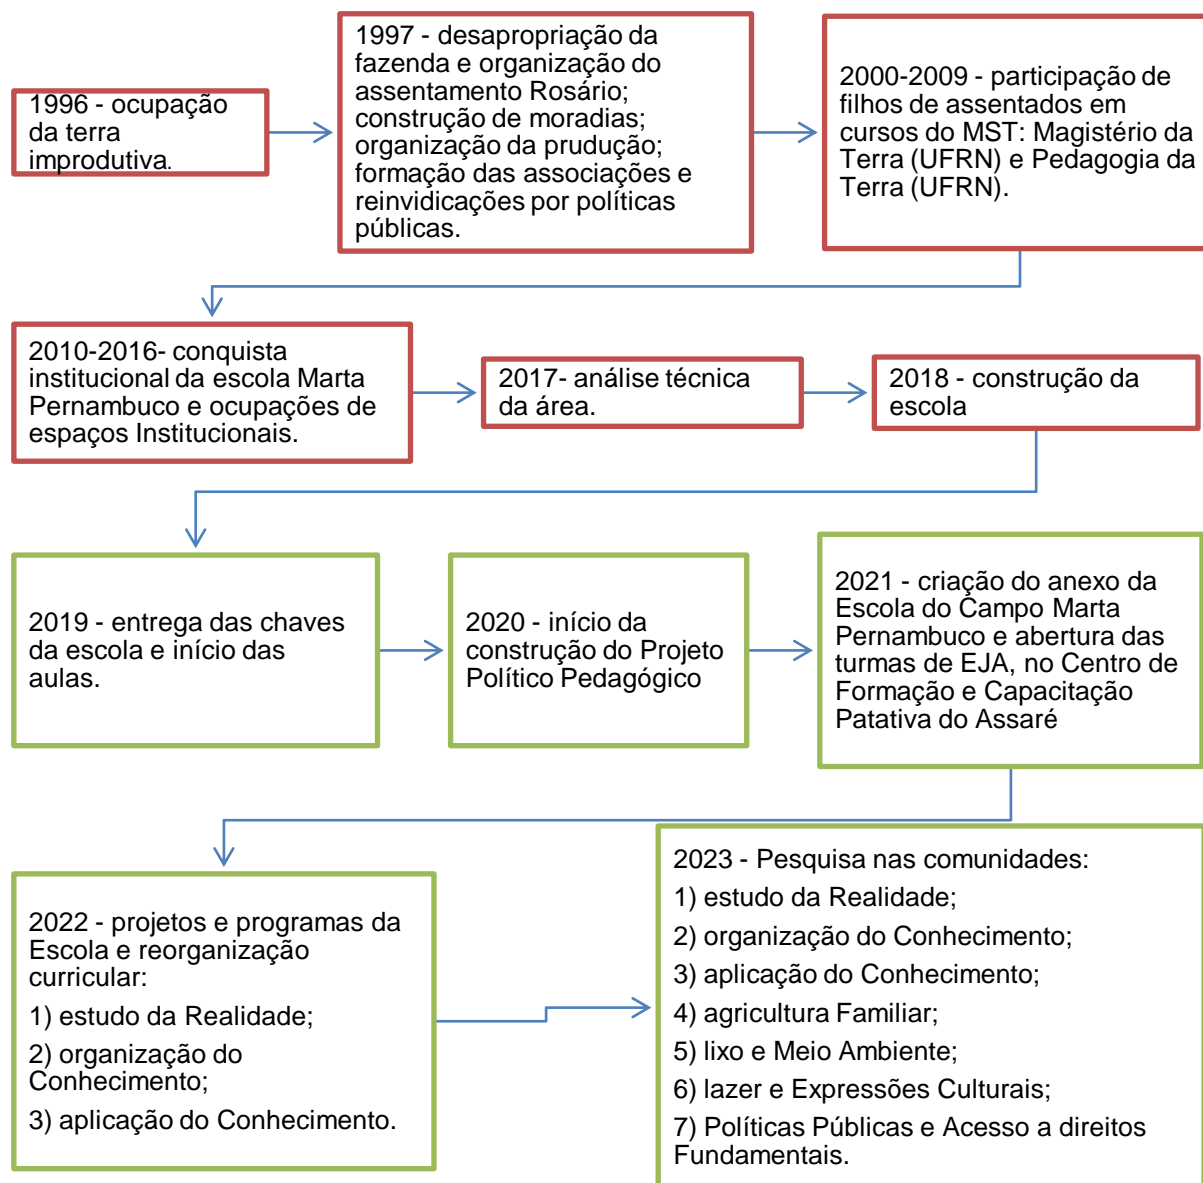 1996 - ocupação
da terra
improdutiva.
1997 - desapropriação da
fazenda e organização do
assentamento Rosário;
construção de moradias;
organização da prudução;
formação das associações e
reinvidicações por políticas
públicas.
2000-2009 - participação de
filhos de assentados em
cursos do MST: Magistério da
Terra (UFRN) e Pedagogia da
Terra (UFRN).
2010-2016- conquista
institucional da escola Marta
Pernambuco e ocupações de
espaços Institucionais.
2017- análise técnica
da área.
2018 - construção da
escola
2019 - entrega das chaves
da escola e início das
aulas.
2020 - início da
construção do Projeto
Político Pedagógico
2021 - criação do anexo da
Escola do Campo Marta
Pernambuco e abertura das
turmas de EJA, no Centro de
Formação e Capacitação
Patativa do Assaré
2022 - projetos e programas da
Escola e reorganização
curricular:
1) estudo da Realidade;
2) organização do
Conhecimento;
3) aplicação do Conhecimento.
2023 - Pesquisa nas comunidades:
1) estudo da Realidade;
2) organização do Conhecimento;
3) aplicação do Conhecimento;
4) agricultura Familiar;
5) lixo e Meio Ambiente;
6) lazer e Expressões Culturais;
7) Políticas Públicas e Acesso a direitos
Fundamentais.